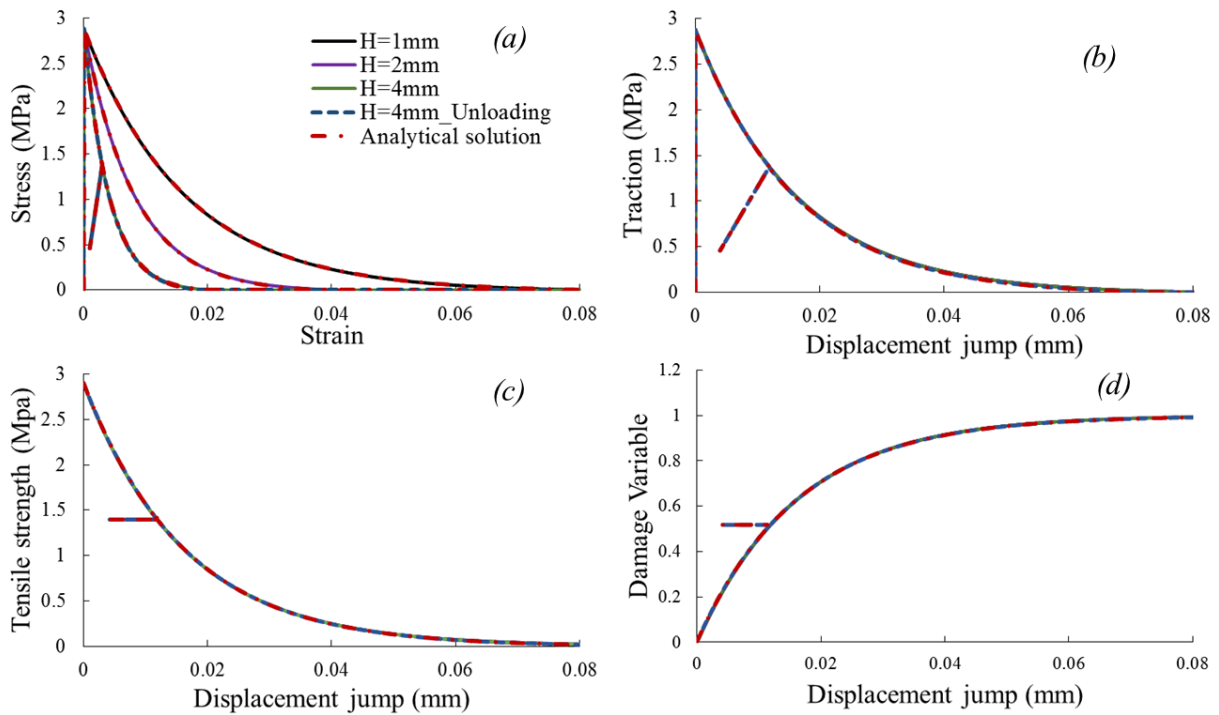 (a)
H=1mm
H=2mm
H=4mm
H=4mm_Unloading
Analytical solution
Stress (MPa)
3
2.5
2
1.5
1
0.5
0
0 0.02 0.04 0.06 0.08
Strain
(b)
Traction (MPa)
3
2.5
2
1.5
1
0.5
0
0 0.02 0.04 0.06 0.08
Displacement jump (mm)
(c)
Tensile strength (Mpa)
3
2.5
2
1.5
1
0.5
0
0 0.02 0.04 0.06 0.08
Displacement jump (mm)
(d)
Damage Variable
1.2
1
0.8
0.6
0.4
0.2
0
0 0.02 0.04 0.06 0.08
Displacement jump (mm)